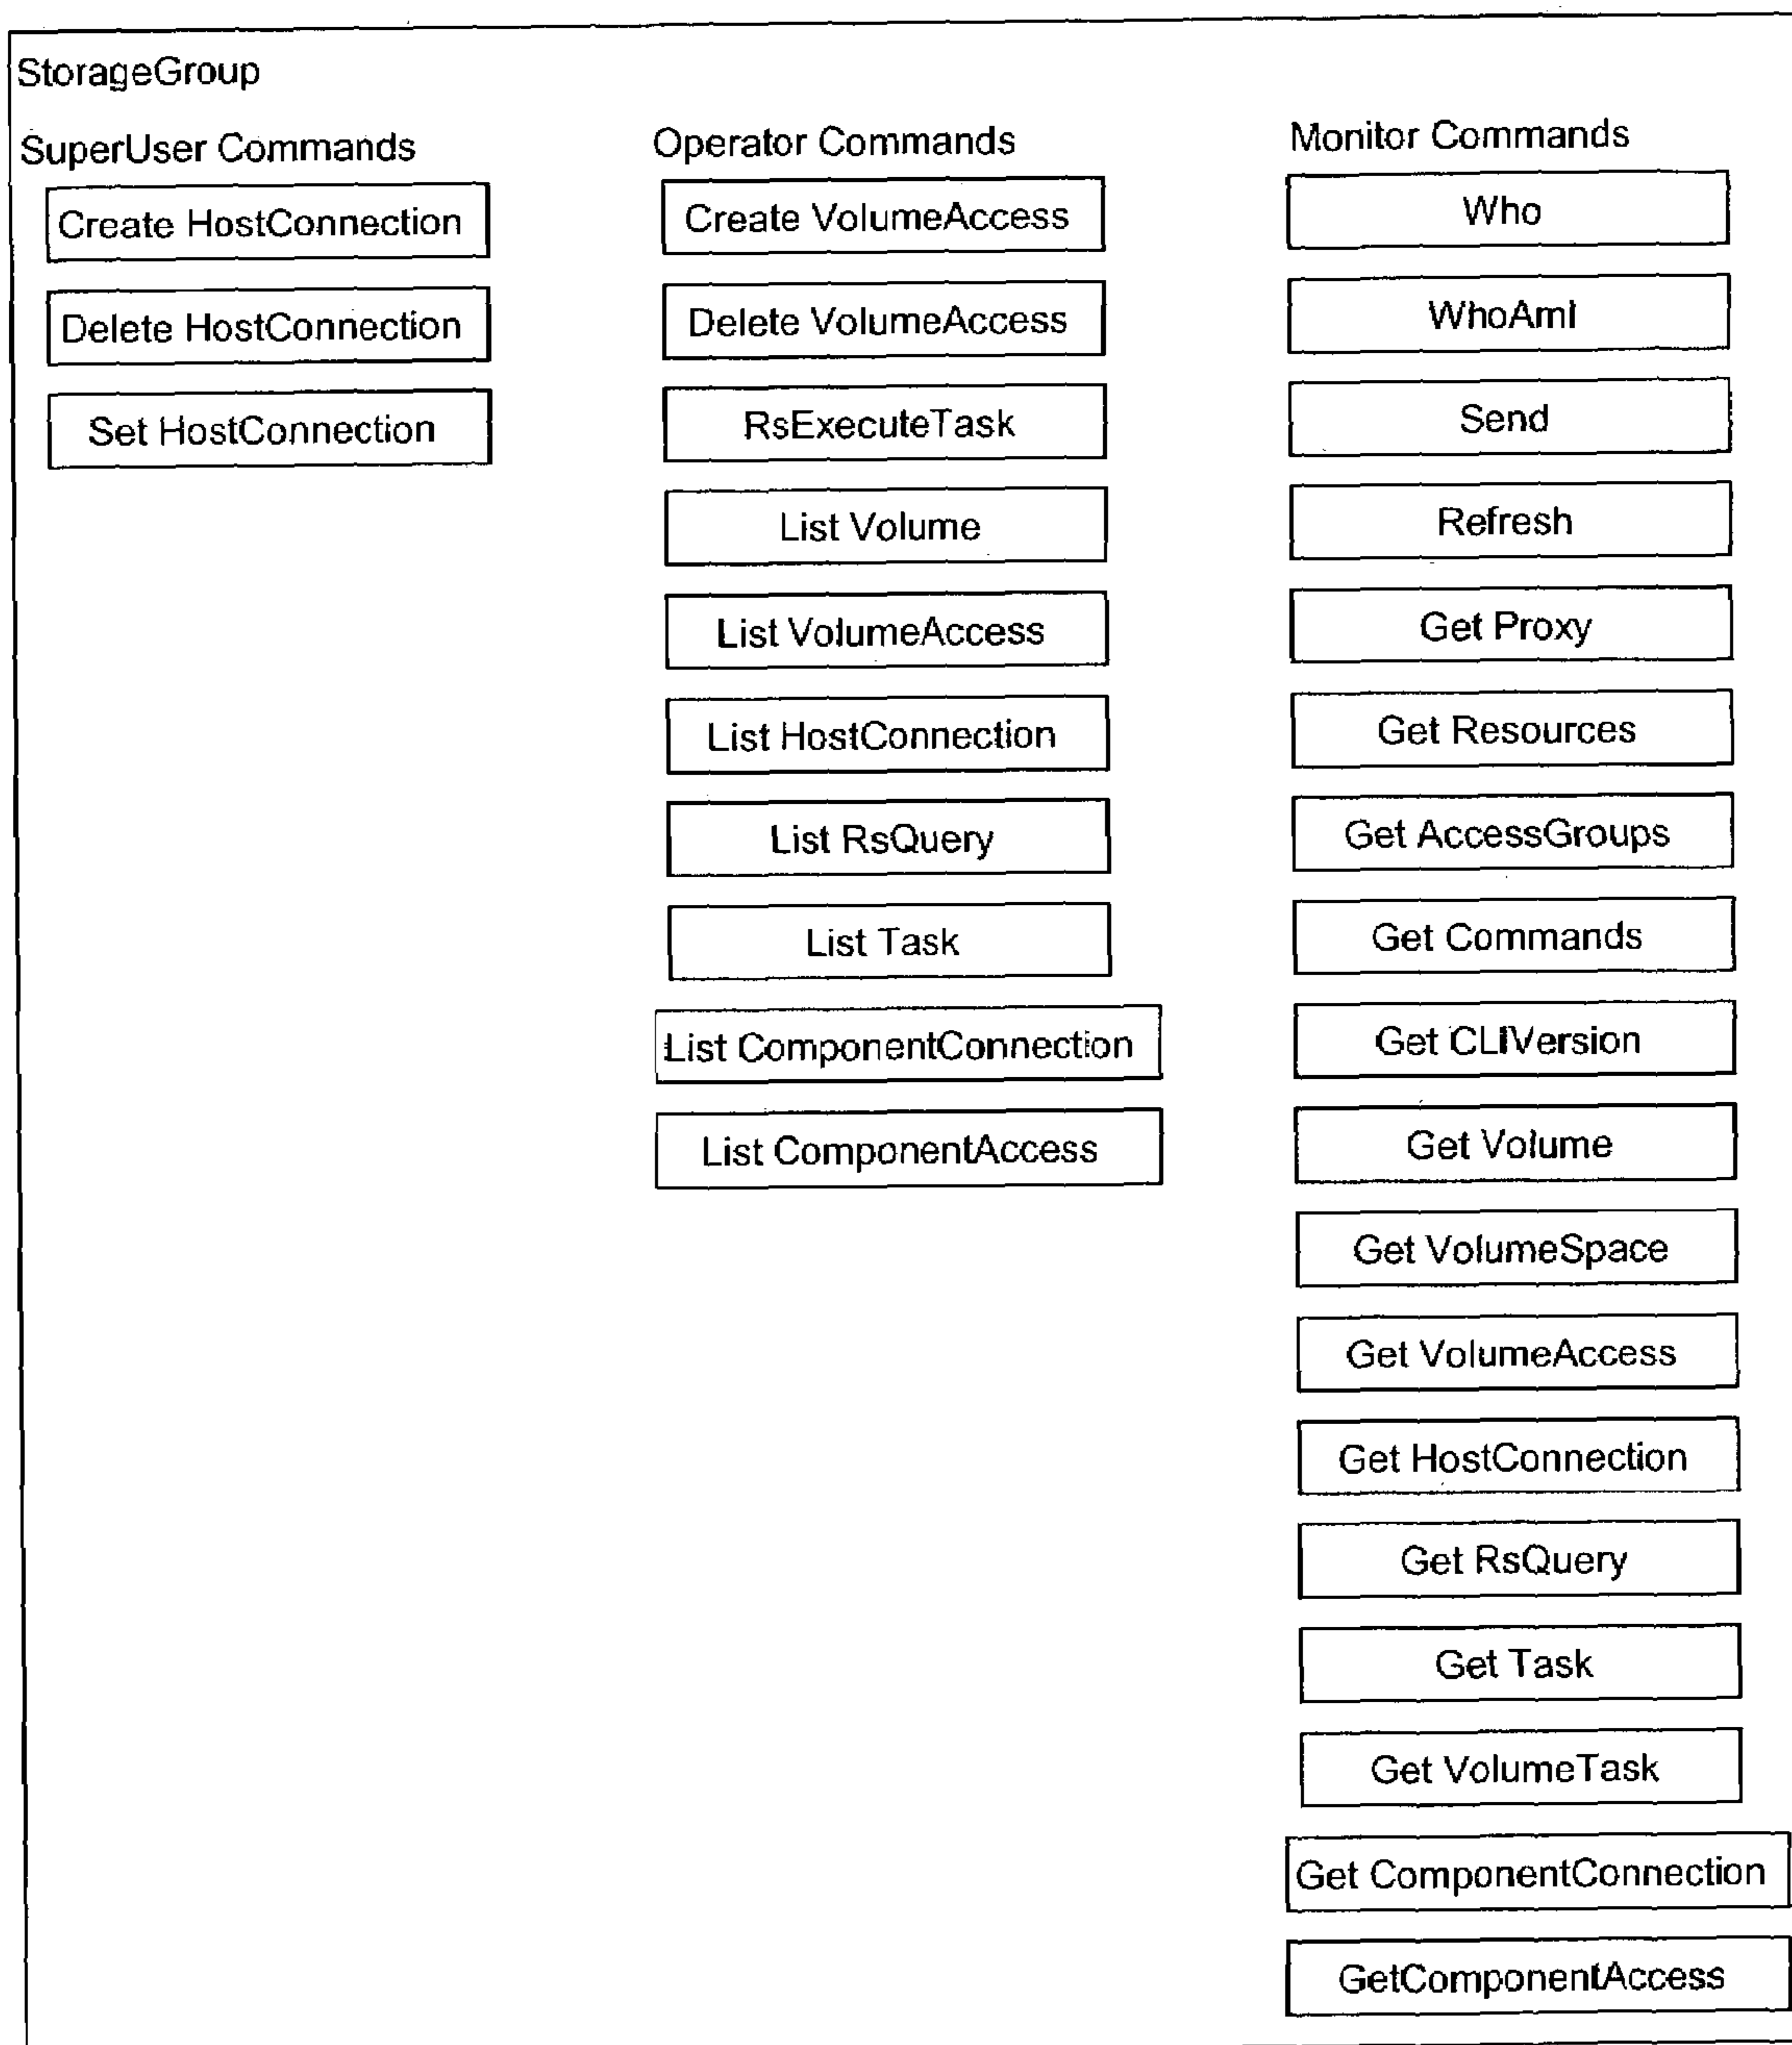 StorageGroup
SuperUser Commands
Create HostConnection
Delete HostConnection
Set HostConnection
Operator Commands
Create VolumeAccess
Delete VolumeAccess
RsExecuteTask
List Volume
List VolumeAccess
List HostConnection
List RsQuery
List Task
List ComponentConnection
List ComponentAccess
Monitor Commands
Who
WhoAmI
Send
Refresh
Get Proxy
Get Resources
Get AccessGroups
Get Commands
Get CLIVersion
Get Volume
Get VolumeSpace
Get VolumeAccess
Get HostConnection
Get RsQuery
Get Task
Get VolumeTask
Get ComponentConnection
GetComponentAccess